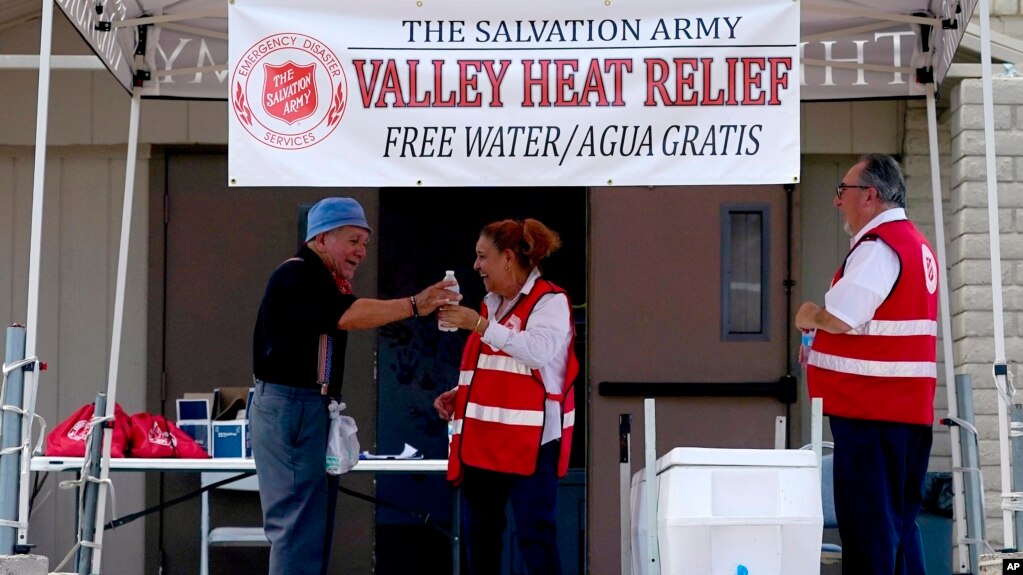 THE SALVATION ARMY
VALLEY HEAT RELIEF
FREE WATER/AGUA GRATIS
EMERGENCY DISASTER
THE
SALVATION
ARMY
SERVICES
AP